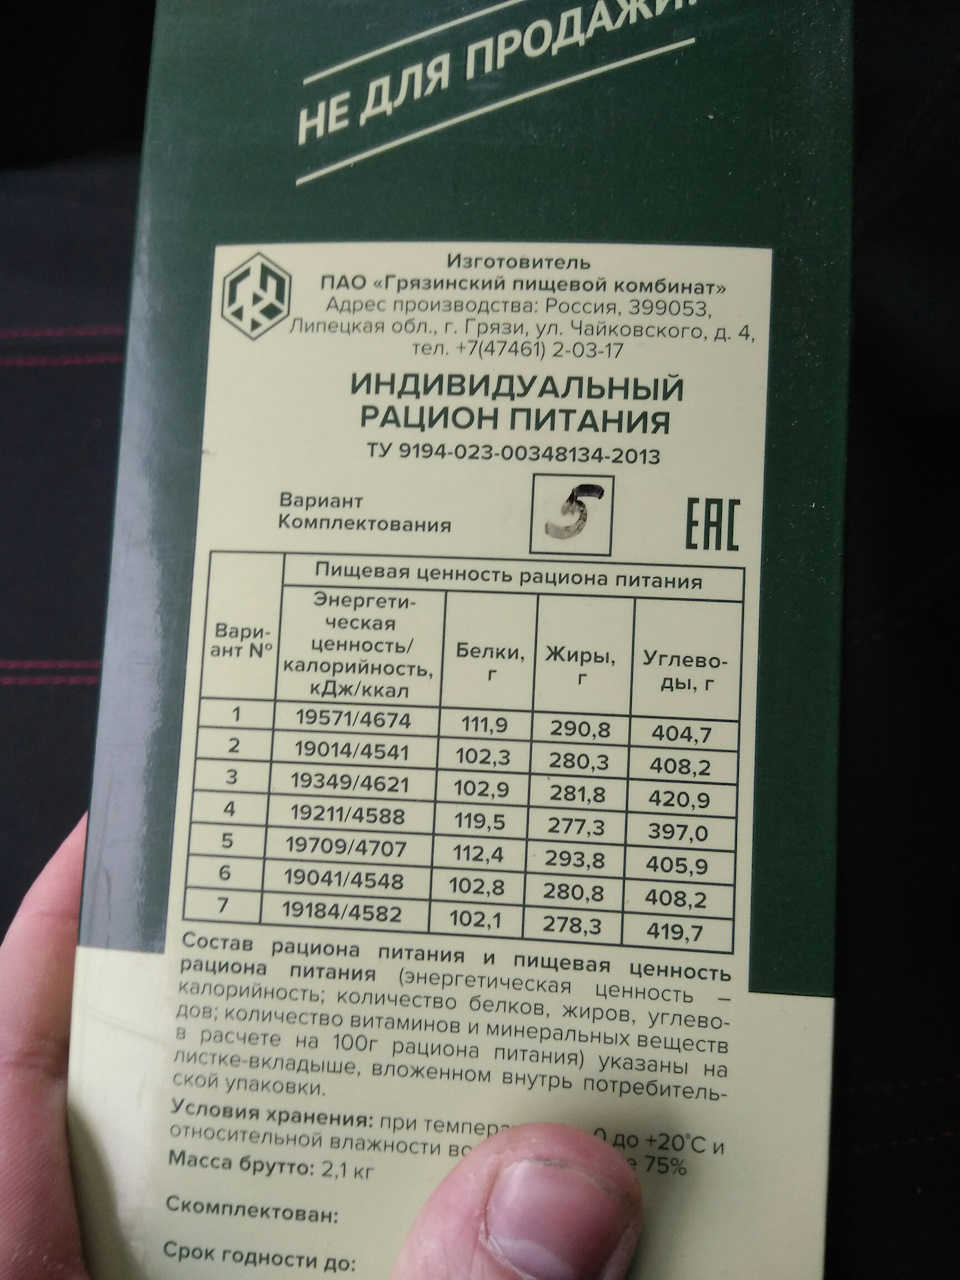 НЕ ДЛЯ ПРОДАЖИ!
Изготовитель
ПАО «Грязинский пищевой комбинат»
Адрес производства: Россия, 399053,
Липецкая обл., г. Грязи, ул. Чайковского, д. 4,
тел. +7(47461) 2-03-17
ИНДИВИДУАЛЬНЫЙ
РАЦИОН ПИТАНИЯ
ТУ 9194-023-00348134-2013
Вариант
Комплектования
5
EAC
Вари-
ант №
Пищевая ценность рациона питания
Энергети-
ческая
ценность/
калорийность,
кДж/ккал
Белки,
г
Жиры,
г
Углево-
ды, г
1 19571/4674 111,9 290,8 404,7
2 19014/4541 102,3 280,3 408,2
3 19349/4621 102,9 281,8 420,9
4 19211/4588 119,5 277,3 397,0
5 19709/4707 112,4 293,8 405,9
6 19041/4548 102,8 280,8 408,2
7 19184/4582 102,1 278,3 419,7
Состав рациона питания и пищевая ценность
рациона питания (энергетическая ценность –
калорийность; количество белков, жиров, углево-
дов; количество витаминов и минеральных веществ
в расчете на 100г рациона питания) указаны на
листке-вкладыше, вложенном внутрь потребитель-
ской упаковки.
Условия хранения: при 0 до +20°С и
относительной влажности 75%
Масса брутто: 2,1 кг
Скомплектован:
Срок годности до: